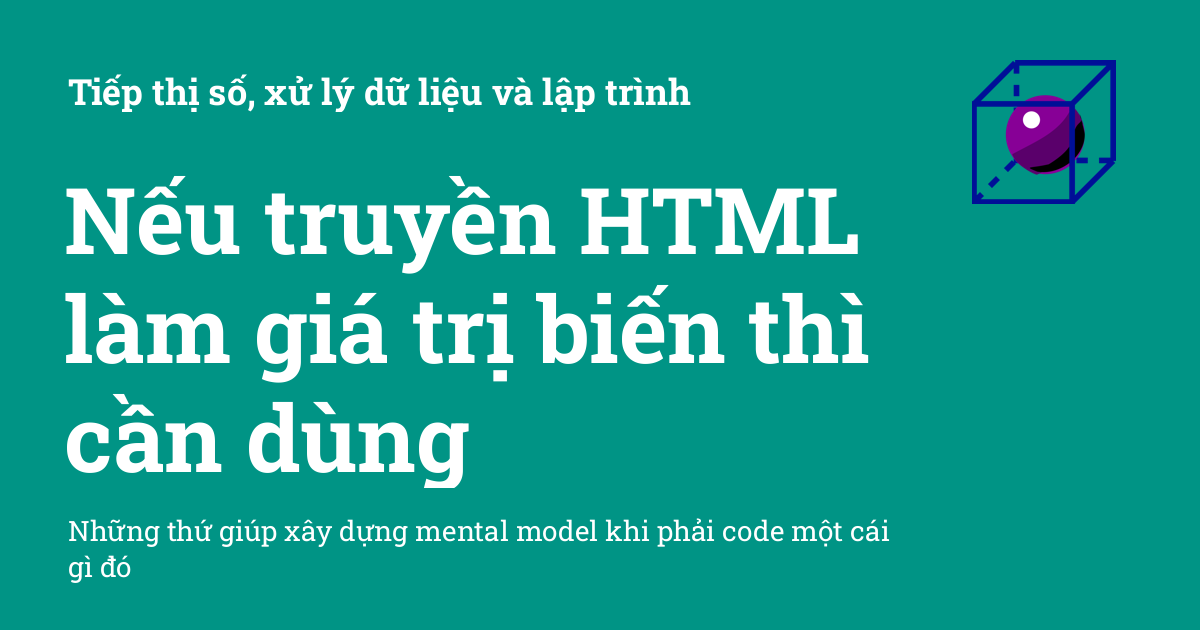 Tiếp thị số, xử lý dữ liệu và lập trình
Nếu truyền HTML
làm giá trị biến thì
cần dùng
Những thứ giúp xây dựng mental model khi phải code một cái
gì đó